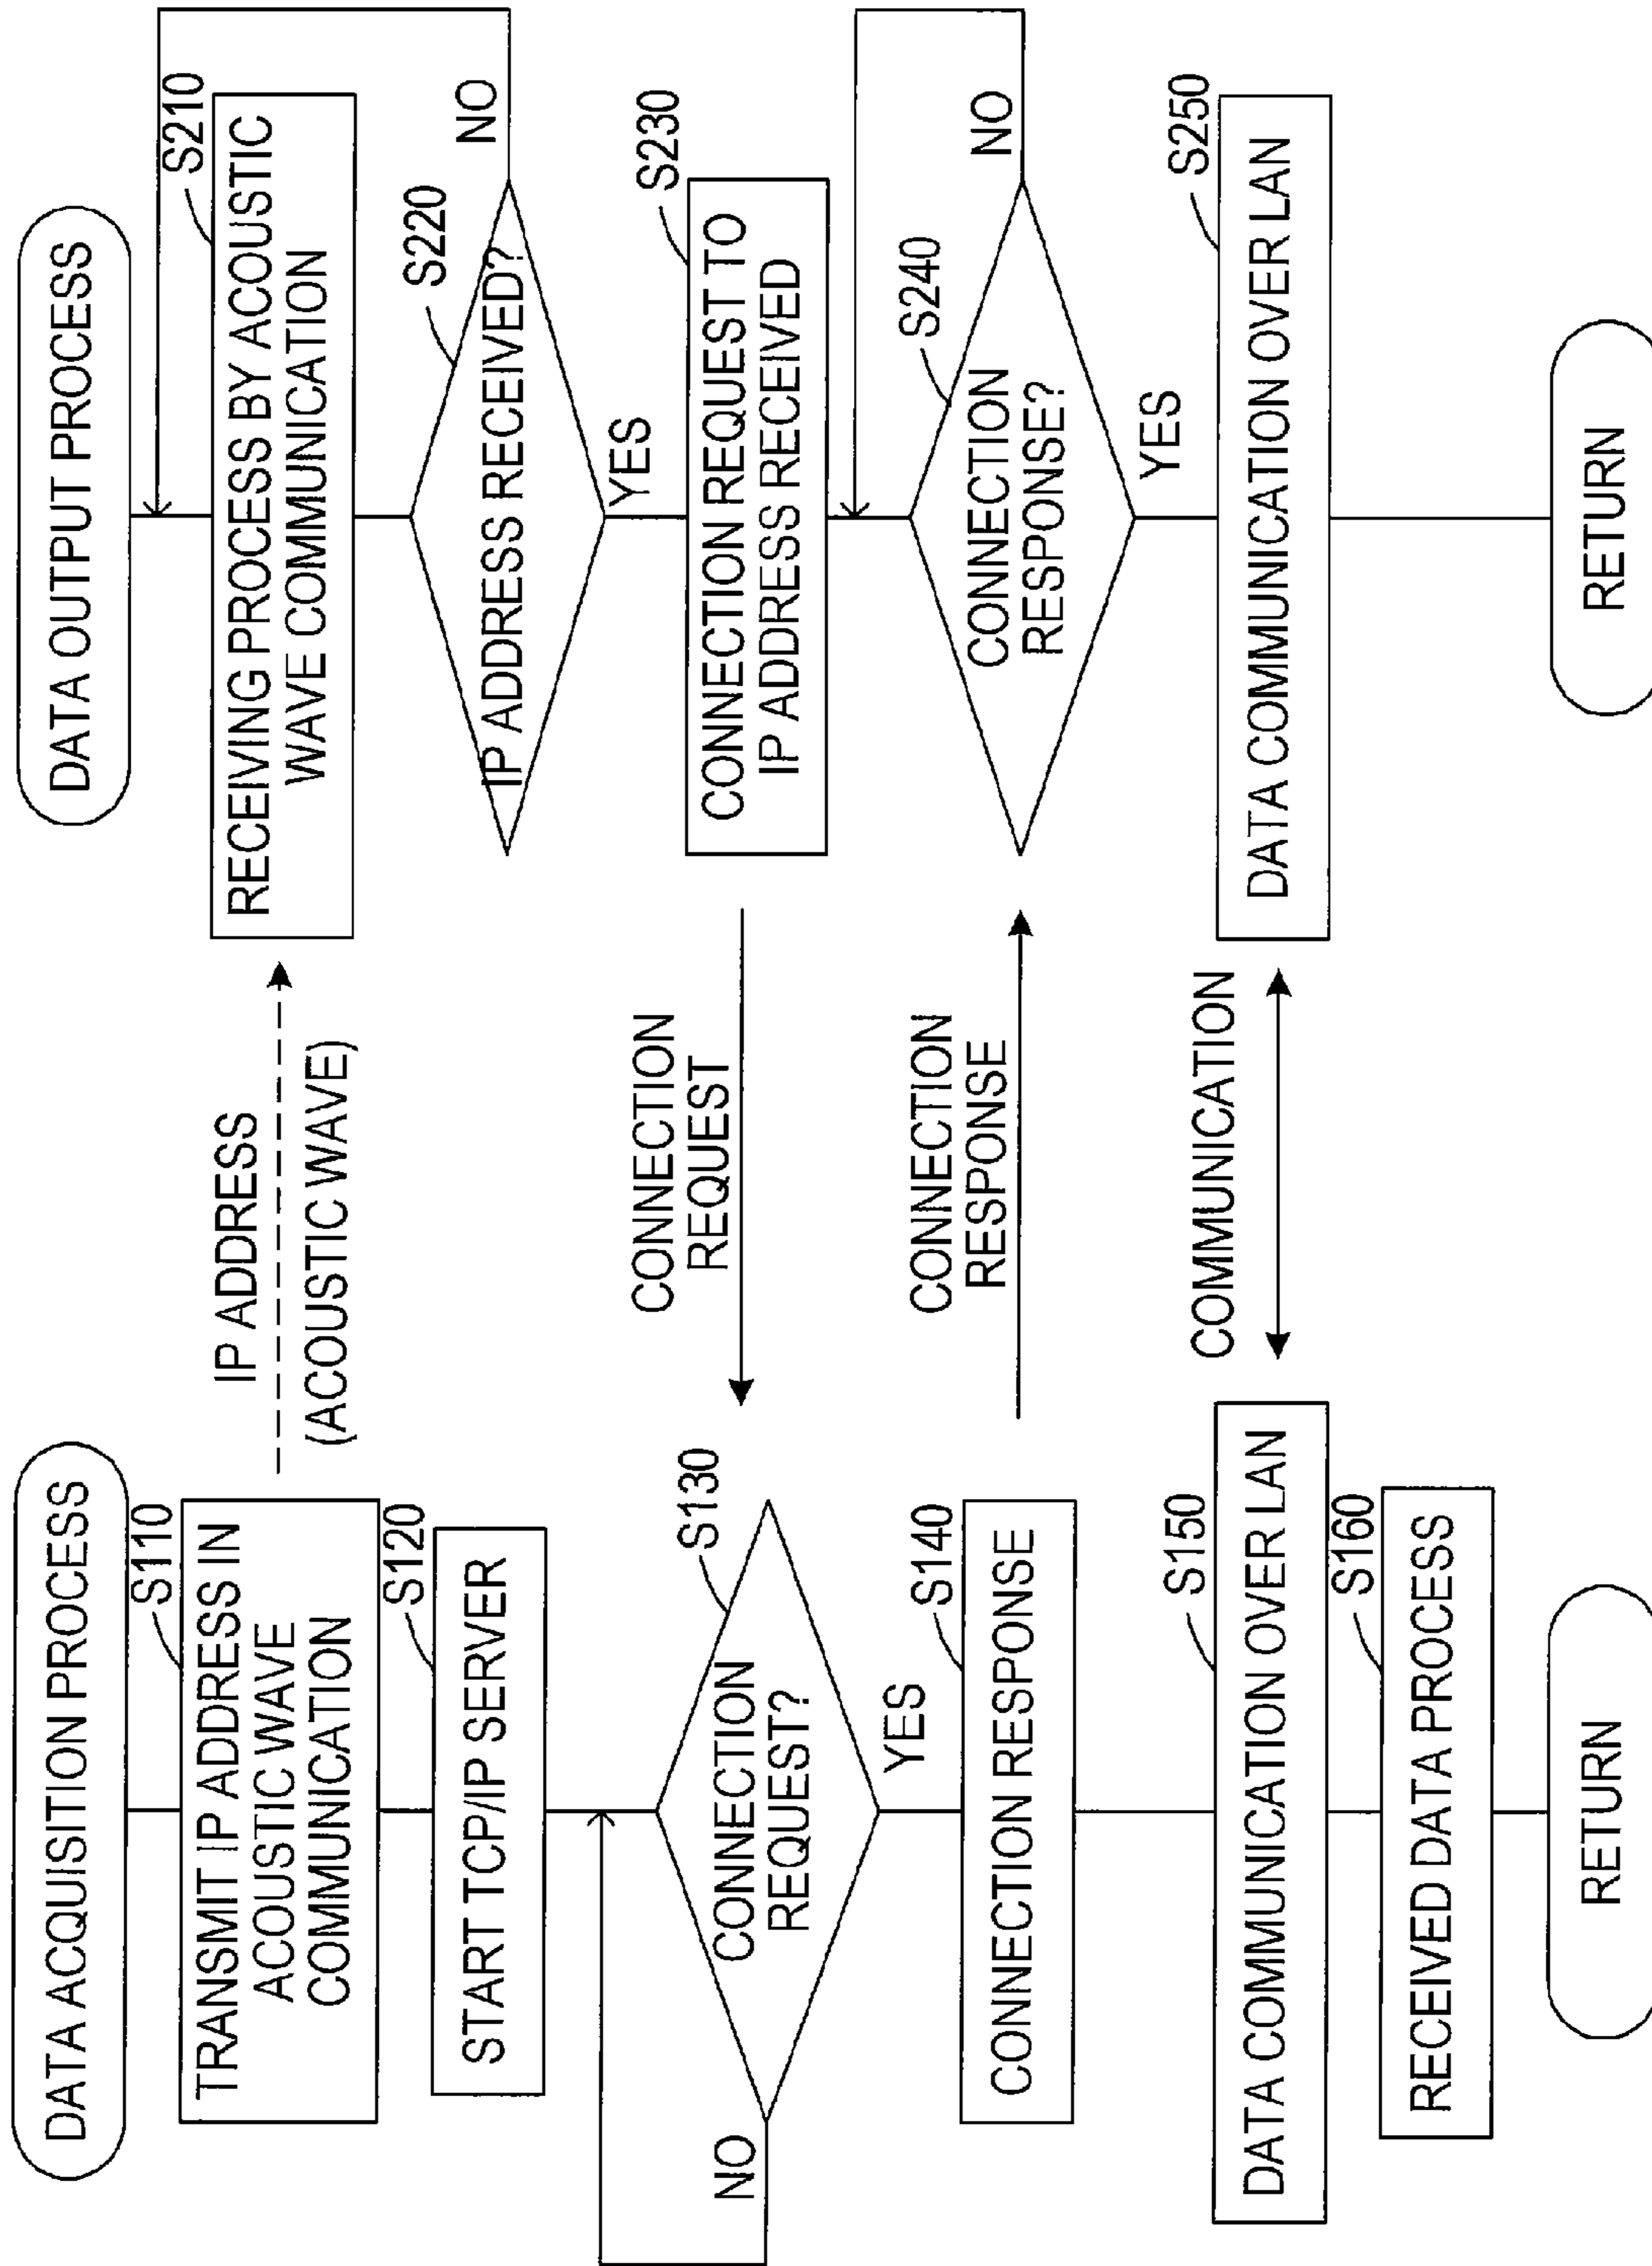 DATA ACQUISITION PROCESS
S110
TRANSMIT IP ADDRESS IN
ACOUSTIC WAVE
COMMUNICATION
S120
START TCP/IP SERVER
S130
CONNECTION
REQUEST?
NO
YES
S140
CONNECTION RESPONSE
S150
DATA COMMUNICATION OVER LAN
S160
RECEIVED DATA PROCESS
RETURN
IP ADDRESS
(ACOUSTIC WAVE)
CONNECTION
REQUEST
CONNECTION
RESPONSE
COMMUNICATION
DATA OUTPUT PROCESS
S210
RECEIVING PROCESS BY ACOUSTIC
WAVE COMMUNICATION
S220
IP ADDRESS RECEIVED?
NO
YES
S230
CONNECTION REQUEST TO
IP ADDRESS RECEIVED
S240
CONNECTION
RESPONSE?
NO
YES
S250
DATA COMMUNICATION OVER LAN
RETURN